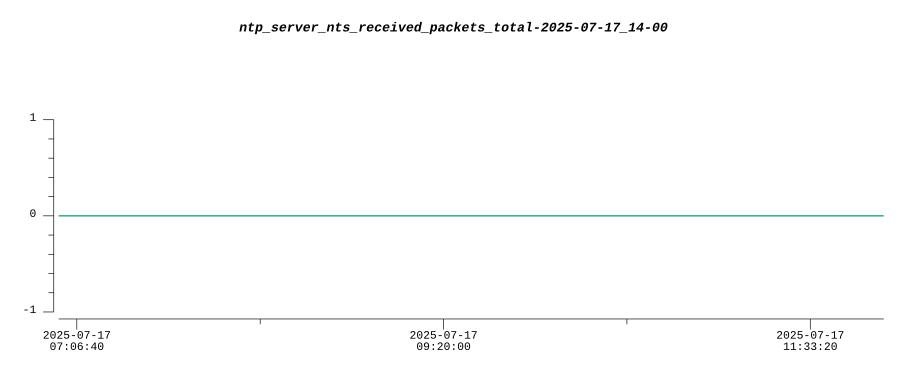 ntp_server_nts_received_packets_total-2025-07-17_14-00
1
0
-1
2025-07-17 2025-07-17 2025-07-17
07:06:40 09:20:00 11:33:20